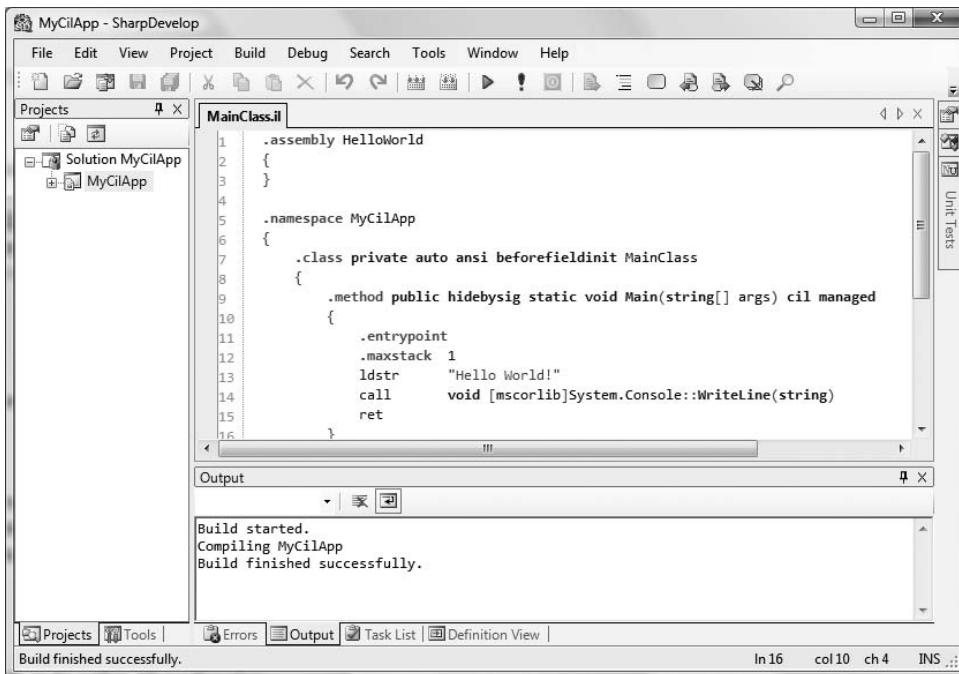 MyCilApp - SharpDevelop
File Edit View Project Build Debug Search Tools Window Help
Projects
Solution MyCilApp
MyCilApp
MainClass.il
1 .assembly HelloWorld
2 {
3 }
4
5 .namespace MyCilApp
6 {
7 .class private auto ansi beforefieldinit MainClass
8 {
9 .method public hidebysig static void Main(string[] args) cil managed
10 {
11 .entrypoint
12 .maxstack 1
13 ldstr "Hello World!"
14 call void [mscorlib]System.Console::WriteLine(string)
15 ret
16 }
Unit Tests
Output
Build started.
Compiling MyCilApp
Build finished successfully.
Projects Tools
Errors Output Task List Definition View
Build finished successfully. ln 16 col 10 ch 4 INS